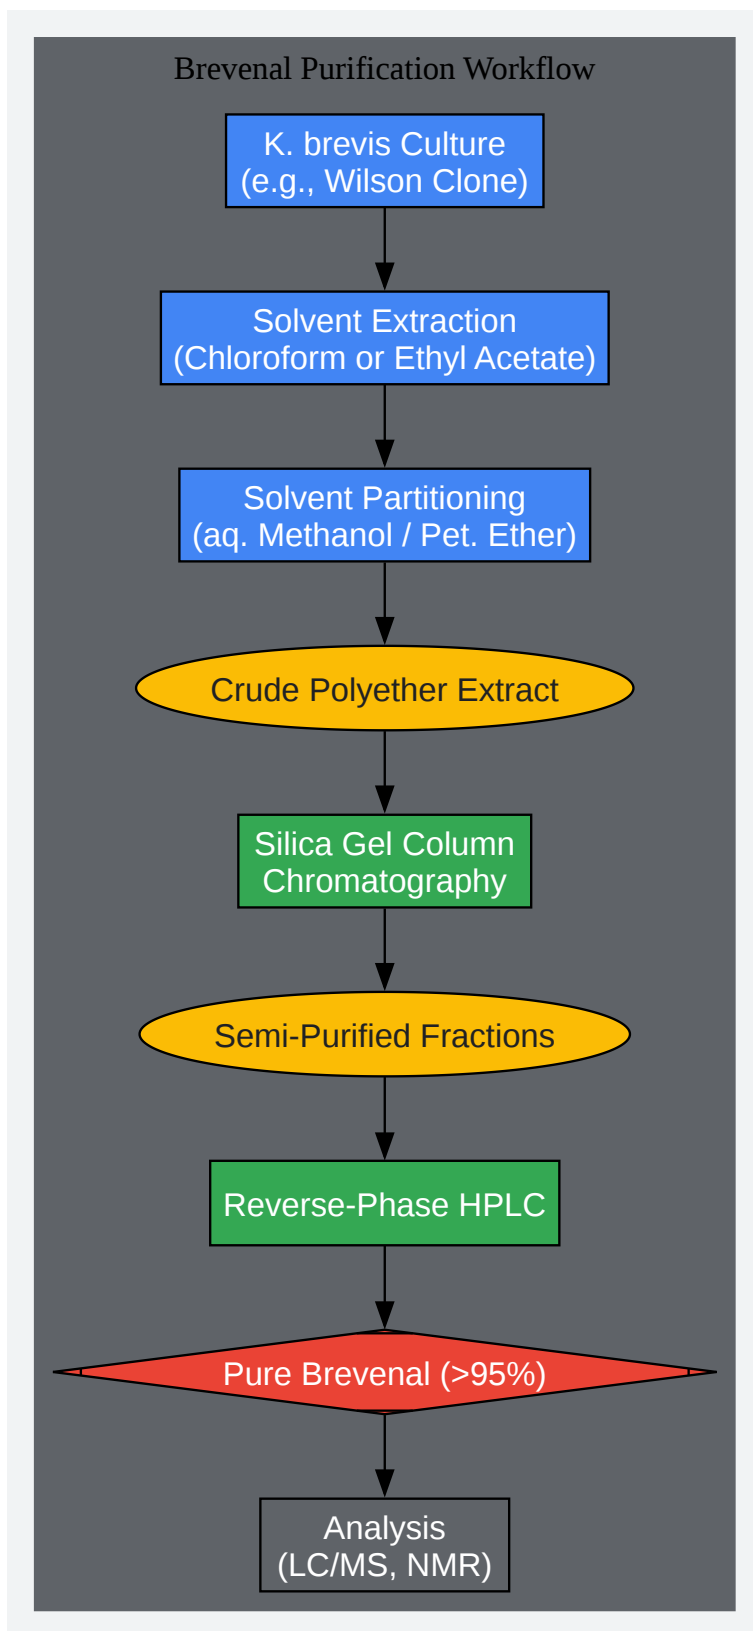 Brevenal Purification Workflow
K. brevis Culture
(e.g., Wilson Clone)
Solvent Extraction
(Chloroform or Ethyl Acetate)
Solvent Partitioning
(aq. Methanol / Pet. Ether)
Crude Polyether Extract
Silica Gel Column
Chromatography
Semi-Purified Fractions
Reverse-Phase HPLC
Pure Brevenal (>95%)
Analysis
(LC/MS, NMR)